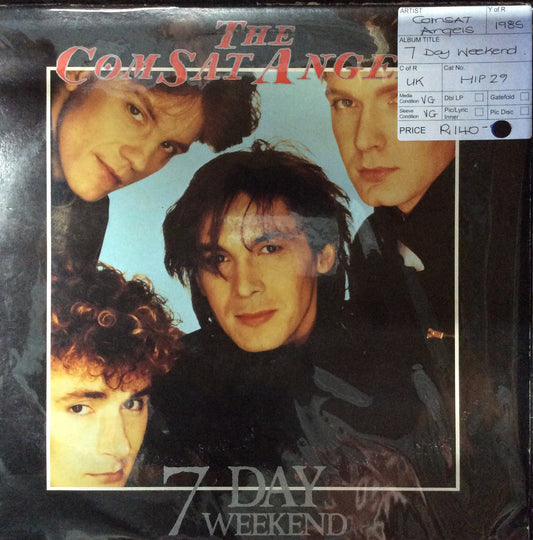 THE
COMSAT ANGE
7 DAY
WEEKEND
ARTIST
Y of R
Comsat
Angels
1985
ALBUM TITLE
7 Day Weekend
C of R
Cat No.
UK
HIP 29
Media Condition VG
Dbl LP
Gatefold
Sleeve Condition VG
Pic/Lyric Inner
Pic Disc
PRICE R140-